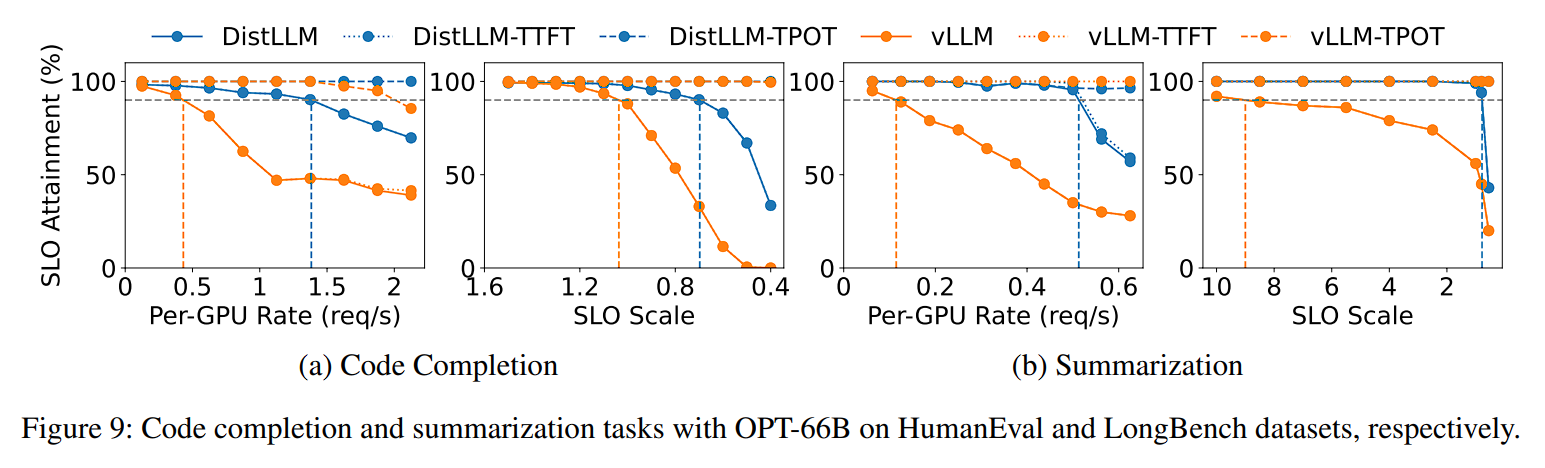 DistLLM DistLLM-TTFT DistLLM-TPOT vLLM vLLM-TTFT vLLM-TPOT
SLO Attainment (%)
100
50
0
0 0.5 1 1.5 2
Per-GPU Rate (req/s)
100
50
0
1.6 1.2 0.8 0.4
SLO Scale
(a) Code Completion
100
50
0
0 0.2 0.4 0.6
Per-GPU Rate (req/s)
100
50
0
10 8 6 4 2
SLO Scale
(b) Summarization
Figure 9: Code completion and summarization tasks with OPT-66B on HumanEval and LongBench datasets, respectively.